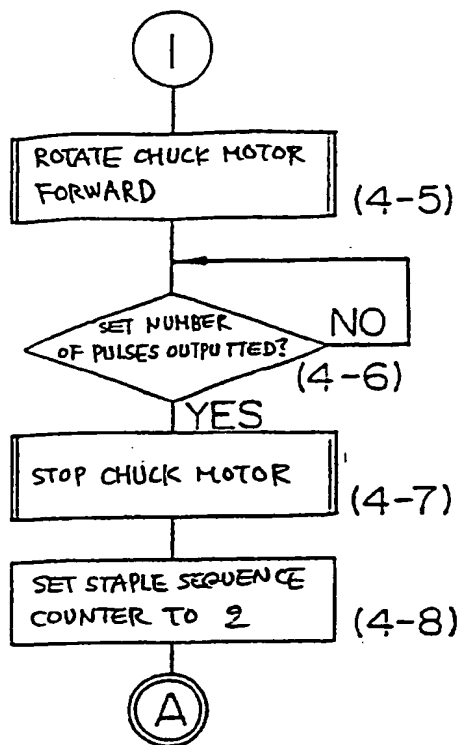 1
ROTATE CHUCK MOTOR
FORWARD
(4-5)
SET NUMBER
OF PULSES OUTPUTTED?
NO
(4-6)
YES
STOP CHUCK MOTOR
(4-7)
SET STAPLE SEQUENCE
COUNTER TO 2
(4-8)
A